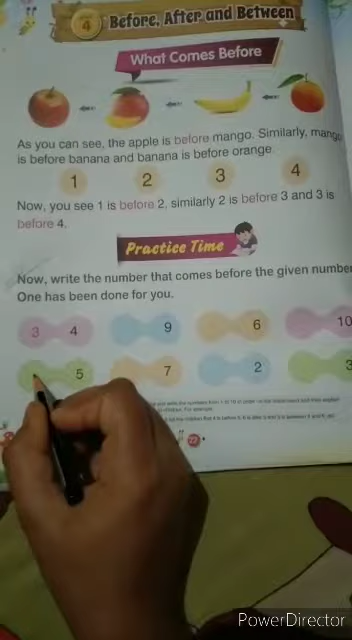 4 Before, After and Between
What Comes Before
As you can see, the apple is before mango. Similarly, mango
is before banana and banana is before orange.
1 2 3 4
Now, you see 1 is before 2, similarly 2 is before 3 and 3 is
before 4.
Practice Time
Now, write the number that comes before the given number
One has been done for you.
3 4 9 6 10
5 7 2 3
PowerDirector